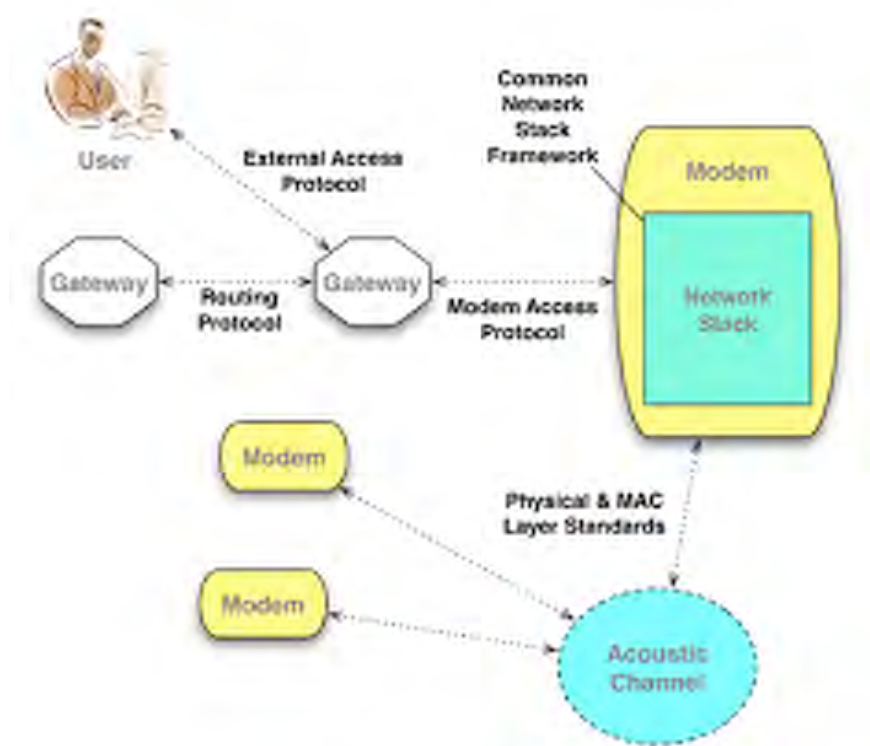 Common
Network
Stack
Framework
User
External Access
Protocol
Modem
Gateway
Routing
Protocol
Gateway
Modem Access
Protocol
Network
Stack
Modem
Physical & MAC
Layer Standards
Modem
Acoustic
Channel